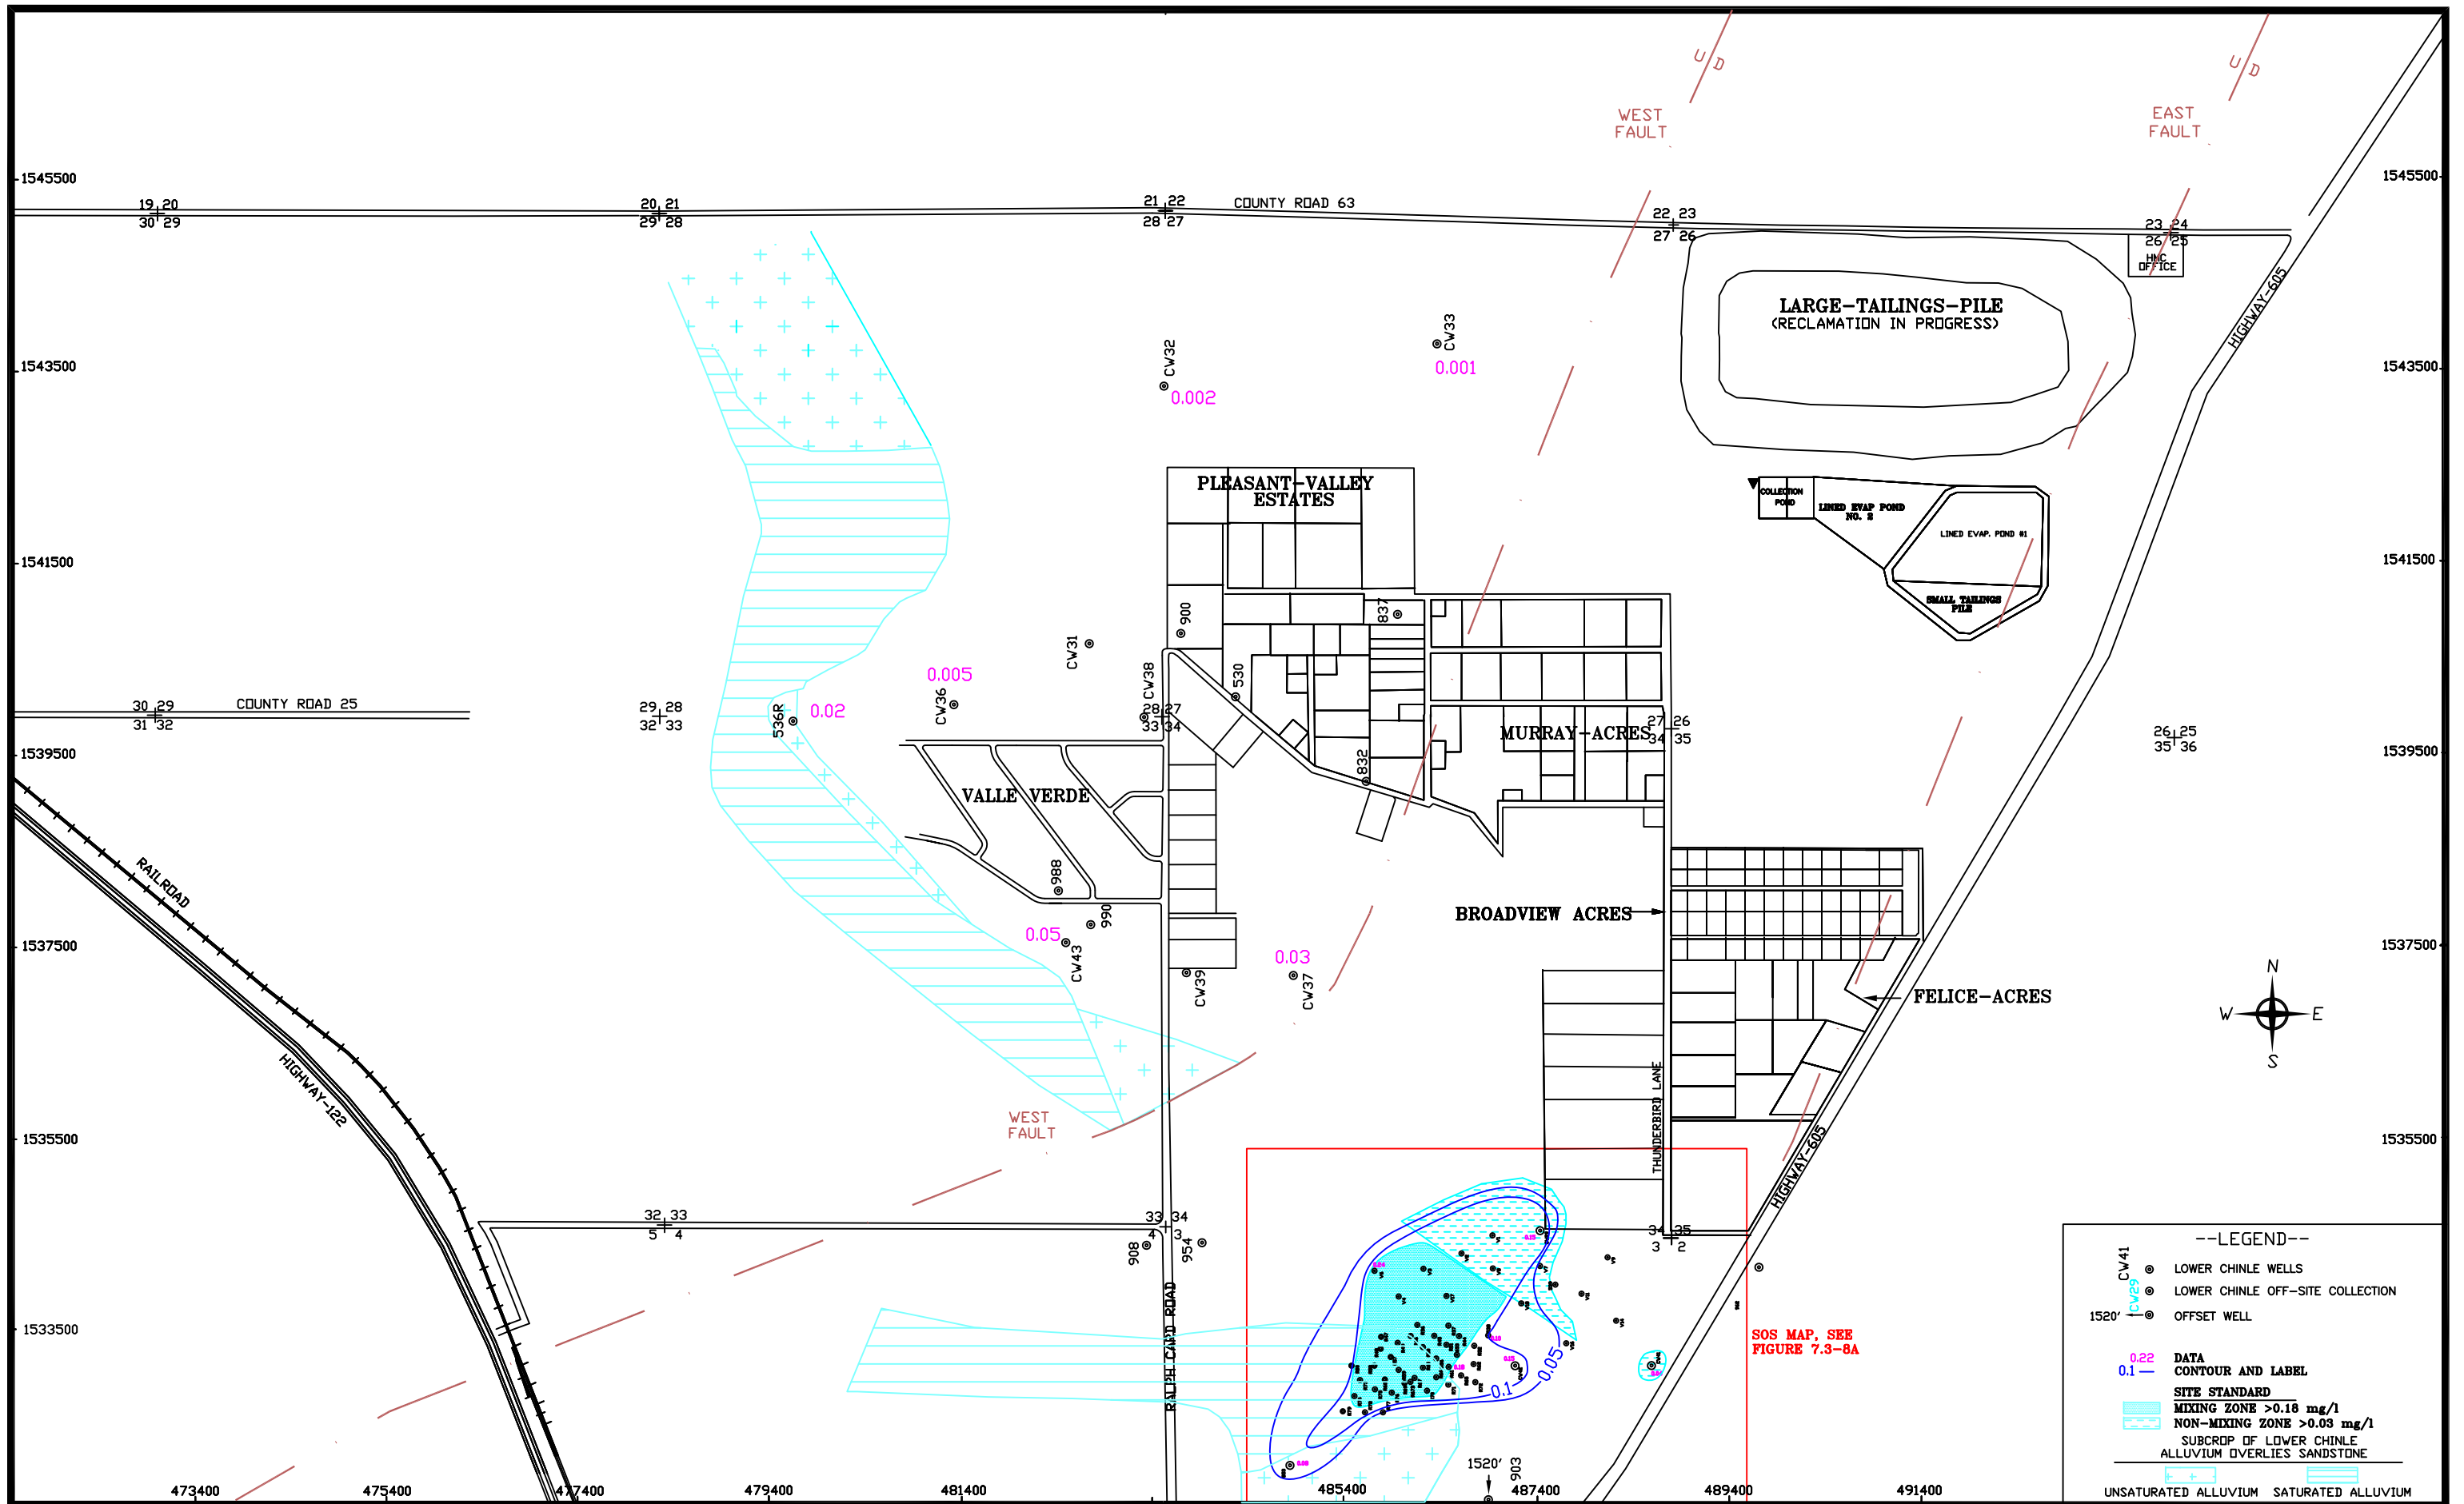 U D
U D
WEST
FAULT
EAST
FAULT
1545500
1545500
19 20
30 29
20 21
29 28
21 22
28 27
COUNTY ROAD 63
22 23
27 26
23 24
26 25
HMC
OFFICE
HIGHWAY-605
LARGE-TAILINGS-PILE
(RECLAMATION IN PROGRESS)
CW33
0.001
CW32
0.002
1543500
1543500
PLEASANT-VALLEY
ESTATES
COLLECTION
POND
LINED EVAP POND
NO. 2
LINED EVAP. POND #1
SMALL TAILINGS
PILE
1541500
1541500
900
837
CW31
530
CW38
0.005
CW36
536R
0.02
COUNTY ROAD 25
30 29
31 32
29 28
32 33
28 27
33 34
27 26
34 35
26 25
35 36
MURRAY-ACRES
832
1539500
1539500
VALLE VERDE
RAILROAD
988
990
BROADVIEW ACRES
0.05
CW43
CW39
0.03
CW37
1537500
1537500
FELICE-ACRES
N
W E
S
HIGHWAY-122
WEST
FAULT
THUNDERBIRD LANE
HIGHWAY-605
1535500
1535500
32 33
5 4
33 34
4 3
34 35
3 2
908
954
RALPH CARD ROAD
1533500
SOS MAP, SEE
FIGURE 7.3-8A
0.1
0.05
1520'
903
473400
475400
477400
479400
481400
485400
487400
489400
491400
--LEGEND--
CW41
LOWER CHINLE WELLS
CW29
LOWER CHINLE OFF-SITE COLLECTION
1520'
OFFSET WELL
0.22 DATA
0.1 CONTOUR AND LABEL
SITE STANDARD
MIXING ZONE >0.18 mg/l
NON-MIXING ZONE >0.03 mg/l
SUBCROP OF LOWER CHINLE
ALLUVIUM OVERLIES SANDSTONE
UNSATURATED ALLUVIUM SATURATED ALLUVIUM